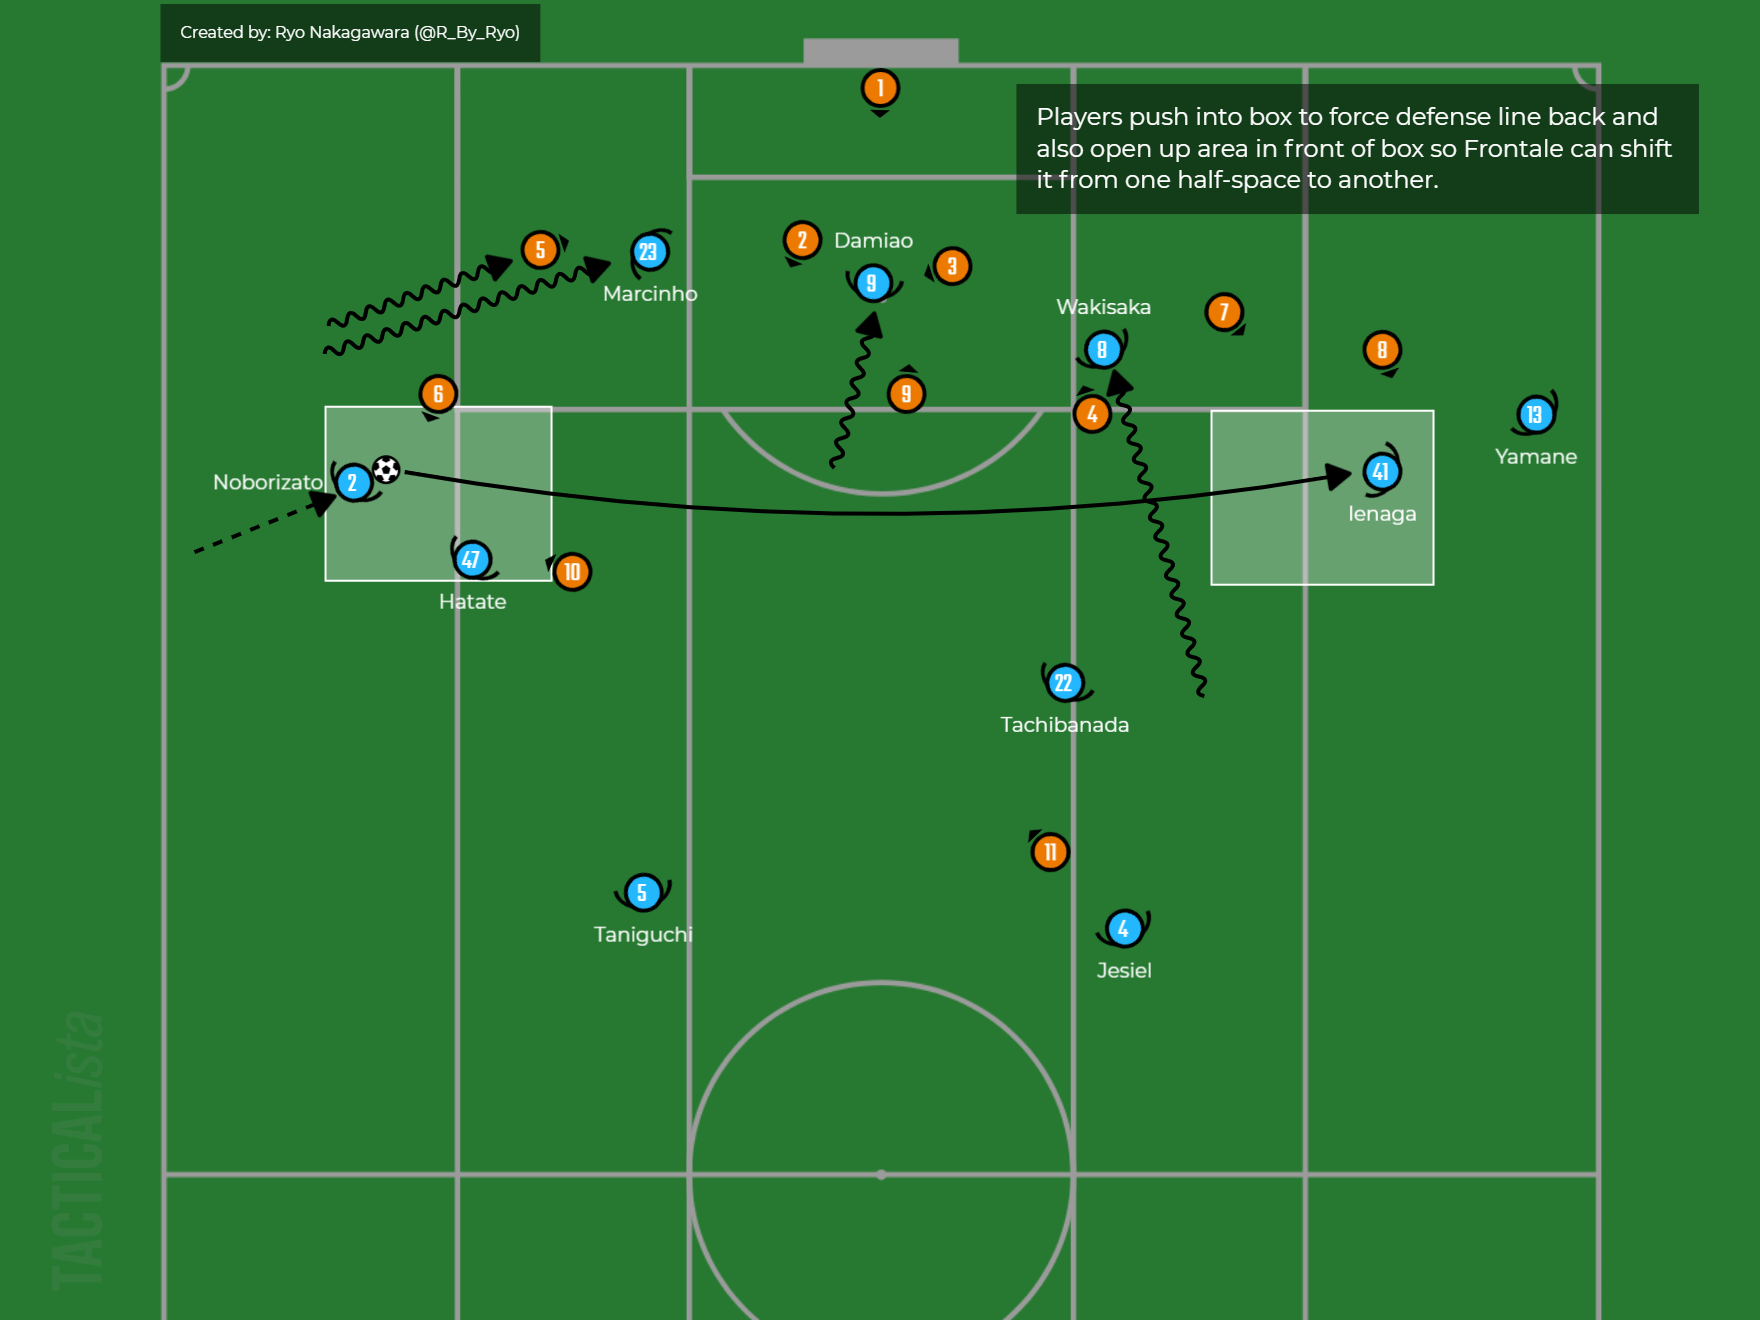 Created by: Ryo Nakagawara (@R_By_Ryo)
1
Players push into box to force defense line back and
also open up area in front of box so Frontale can shift
it from one half-space to another.
5
23
Marcinho
2
Damiao
9
3
Wakisaka
8
7
8
6
9
4
13
Yamane
Noborizato
2
41
Ienaga
47
Hatate
10
22
Tachibanada
11
5
Taniguchi
4
Jesiel
TACTICALista